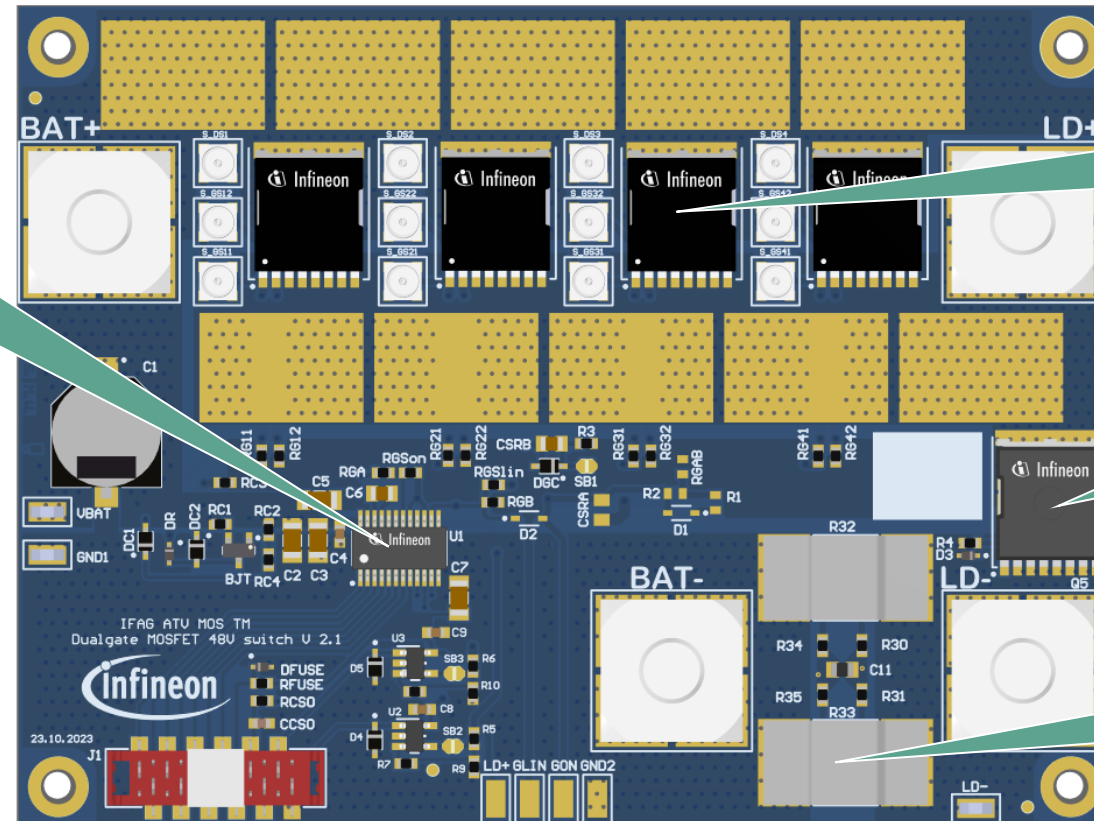 BAT+
LD+
S_DS1
S_DS2
S_DS3
S_DS4
Infineon
Infineon
Infineon
Infineon
S_GS12
S_GS22
S_GS32
S_GS42
S_GS11
S_GS21
S_GS31
S_GS41
C1
RG12
RG21
RG22
CSRB
R3
RG31
RG32
RG41
RG42
RGSon
RGA
RGSlin
DGC
SB1
RGAB
Infineon
C5
C6
RGB
R2
R1
CSRA
VBAT
DC1
DR
DC2
RC1
RC2
D2
D1
R32
Infineon
U1
R4
D3
GND1
BJT
RC4
C2
C3
C4
C7
BAT-
LD-
Q5
IFAG ATV MOS TM
Dualgate MOSFET 48V switch V 2.1
U3
C9
infineon
DFUSE
RFUSE
RCSO
CCSO
D5
SB3
R6
R10
R34
R30
C11
R35
R31
R33
U2
C8
SB2
R5
D4
R7
R9
23.10.2023
J1
LD+
GLIN
GON
GND2
LD-